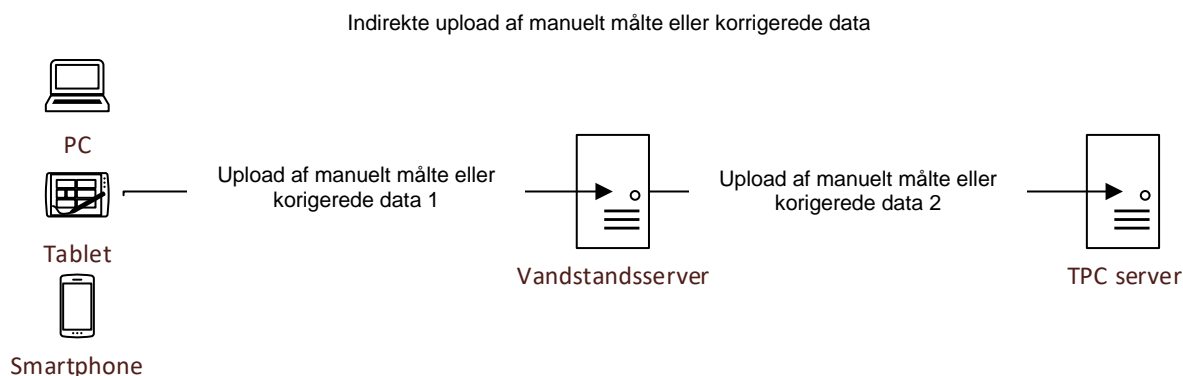 Indirekte upload af manuelt målte eller korrigerede data
PC
Tablet
Smartphone
Upload af manuelt målte eller
korigerede data 1
Vandstandsserver
Upload af manuelt målte eller
korigerede data 2
TPC server